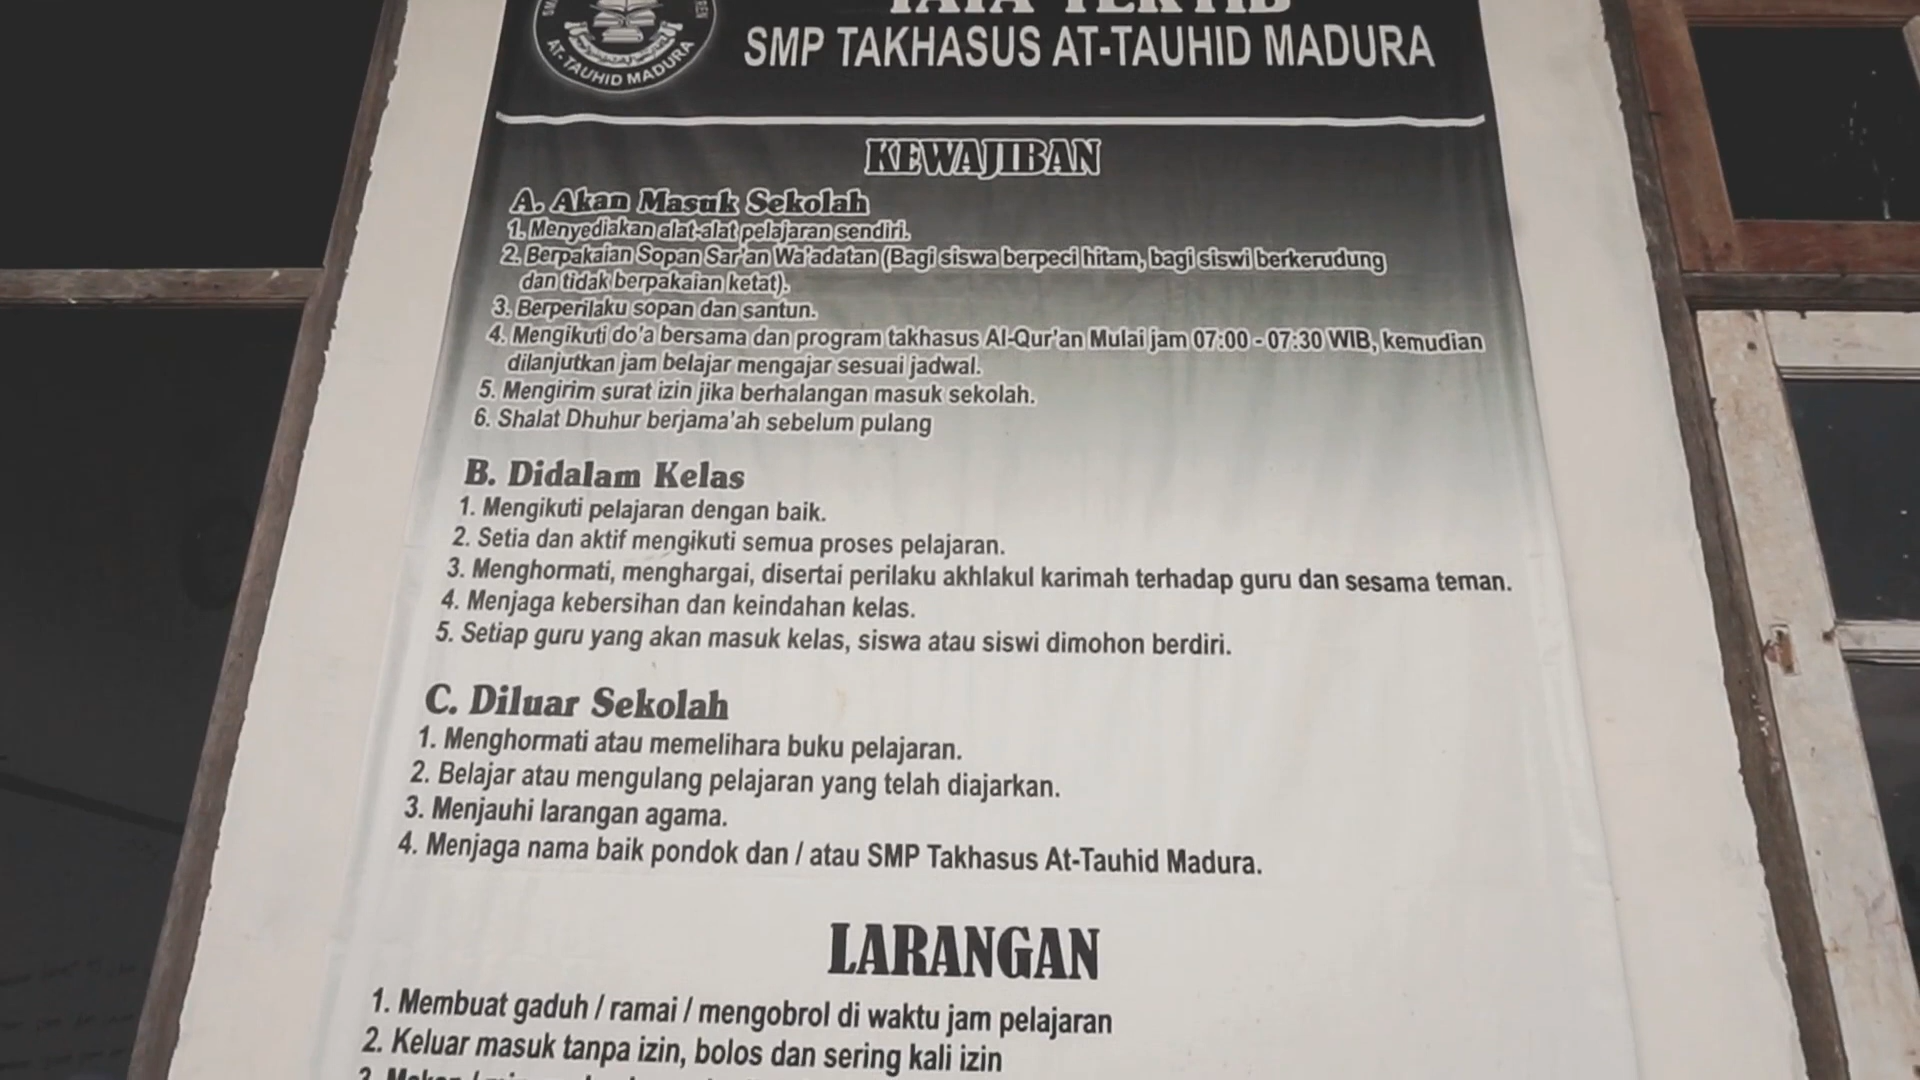 TATA TERTIB
SMP TAKHASUS AT-TAUHID MADURA
AT-TAUHID MADURA
KEWAJIBAN
A. Akan Masuk Sekolah
1. Menyediakan alat-alat pelajaran sendiri.
2. Berpakaian Sopan Sar'an Wa'adatan (Bagi siswa berpeci hitam, bagi siswi berkerudung
dan tidak berpakaian ketat).
3. Berperilaku sopan dan santun.
4. Mengikuti do'a bersama dan program takhasus Al-Qur'an Mulai jam 07:00 - 07:30 WIB, kemudian
dilanjutkan jam belajar mengajar sesuai jadwal.
5. Mengirim surat izin jika berhalangan masuk sekolah.
6. Shalat Dhuhur berjama'ah sebelum pulang
B. Didalam Kelas
1. Mengikuti pelajaran dengan baik.
2. Setia dan aktif mengikuti semua proses pelajaran.
3. Menghormati, menghargai, disertai perilaku akhlakul karimah terhadap guru dan sesama teman.
4. Menjaga kebersihan dan keindahan kelas.
5. Setiap guru yang akan masuk kelas, siswa atau siswi dimohon berdiri.
C. Diluar Sekolah
1. Menghormati atau memelihara buku pelajaran.
2. Belajar atau mengulang pelajaran yang telah diajarkan.
3. Menjauhi larangan agama.
4. Menjaga nama baik pondok dan / atau SMP Takhasus At-Tauhid Madura.
LARANGAN
1. Membuat gaduh / ramai / mengobrol di waktu jam pelajaran
2. Keluar masuk tanpa izin, bolos dan sering kali izin